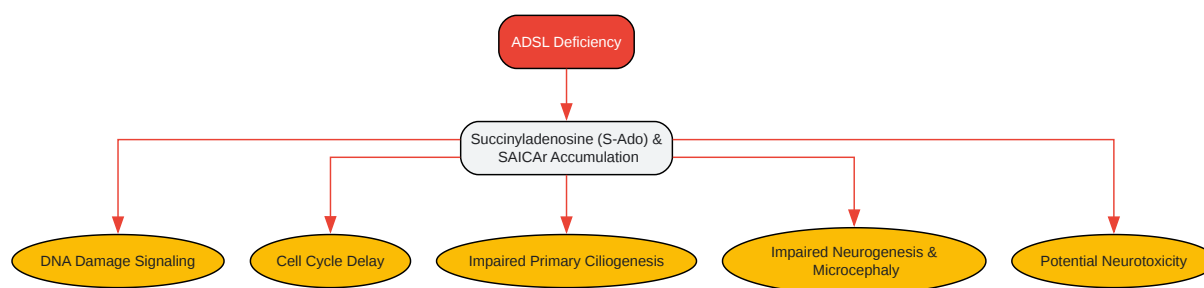 ADSL Deficiency
Succinyladenosine (S-Ado) &
SAICAr Accumulation
DNA Damage Signaling
Cell Cycle Delay
Impaired Primary Ciliogenesis
Impaired Neurogenesis &
Microcephaly
Potential Neurotoxicity